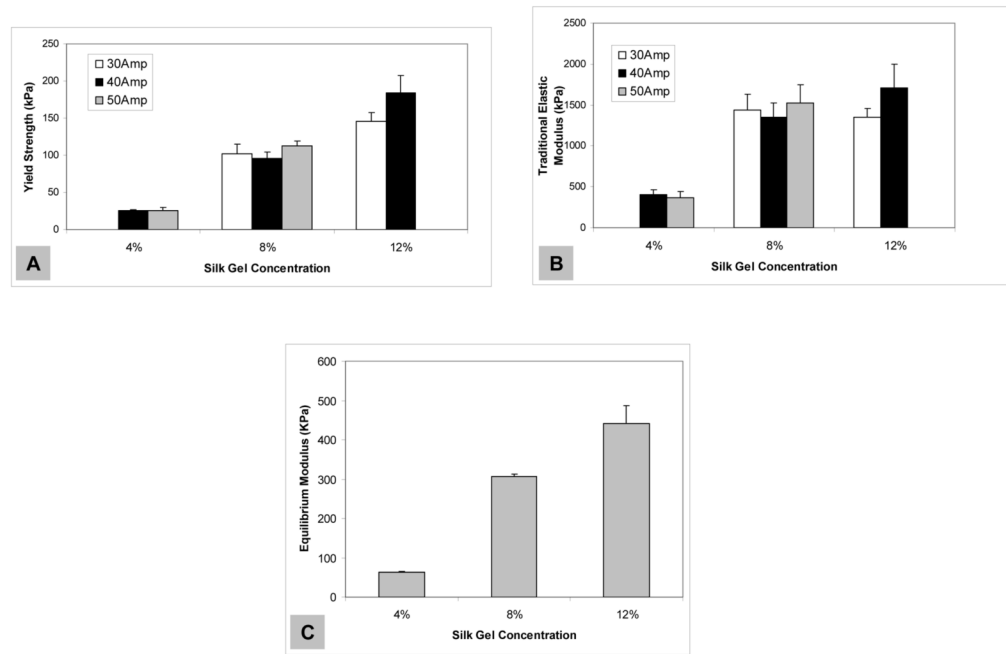 250
200
150
100
50
0
Yield Strength (kPa)
30Amp
40Amp
50Amp
4% 8% 12%
Silk Gel Concentration
A
2500
2000
1500
1000
500
0
Traditional Elastic
Modulus (kPa)
30Amp
40Amp
50Amp
4% 8% 12%
Silk Gel Concentration
B
600
500
400
300
200
100
0
Equilibrium Modulus (KPa)
4% 8% 12%
Silk Gel Concentration
C